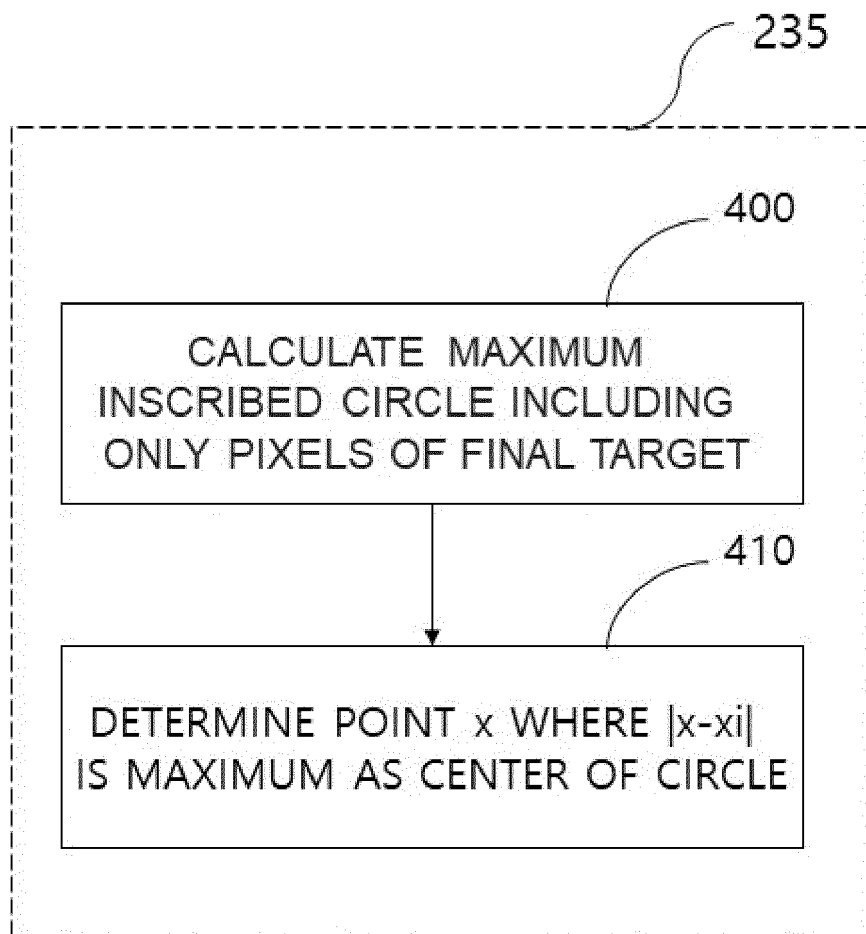 235
400
CALCULATE MAXIMUM
INSCRIBED CIRCLE INCLUDING
ONLY PIXELS OF FINAL TARGET
410
DETERMINE POINT x WHERE |x-xi|
IS MAXIMUM AS CENTER OF CIRCLE